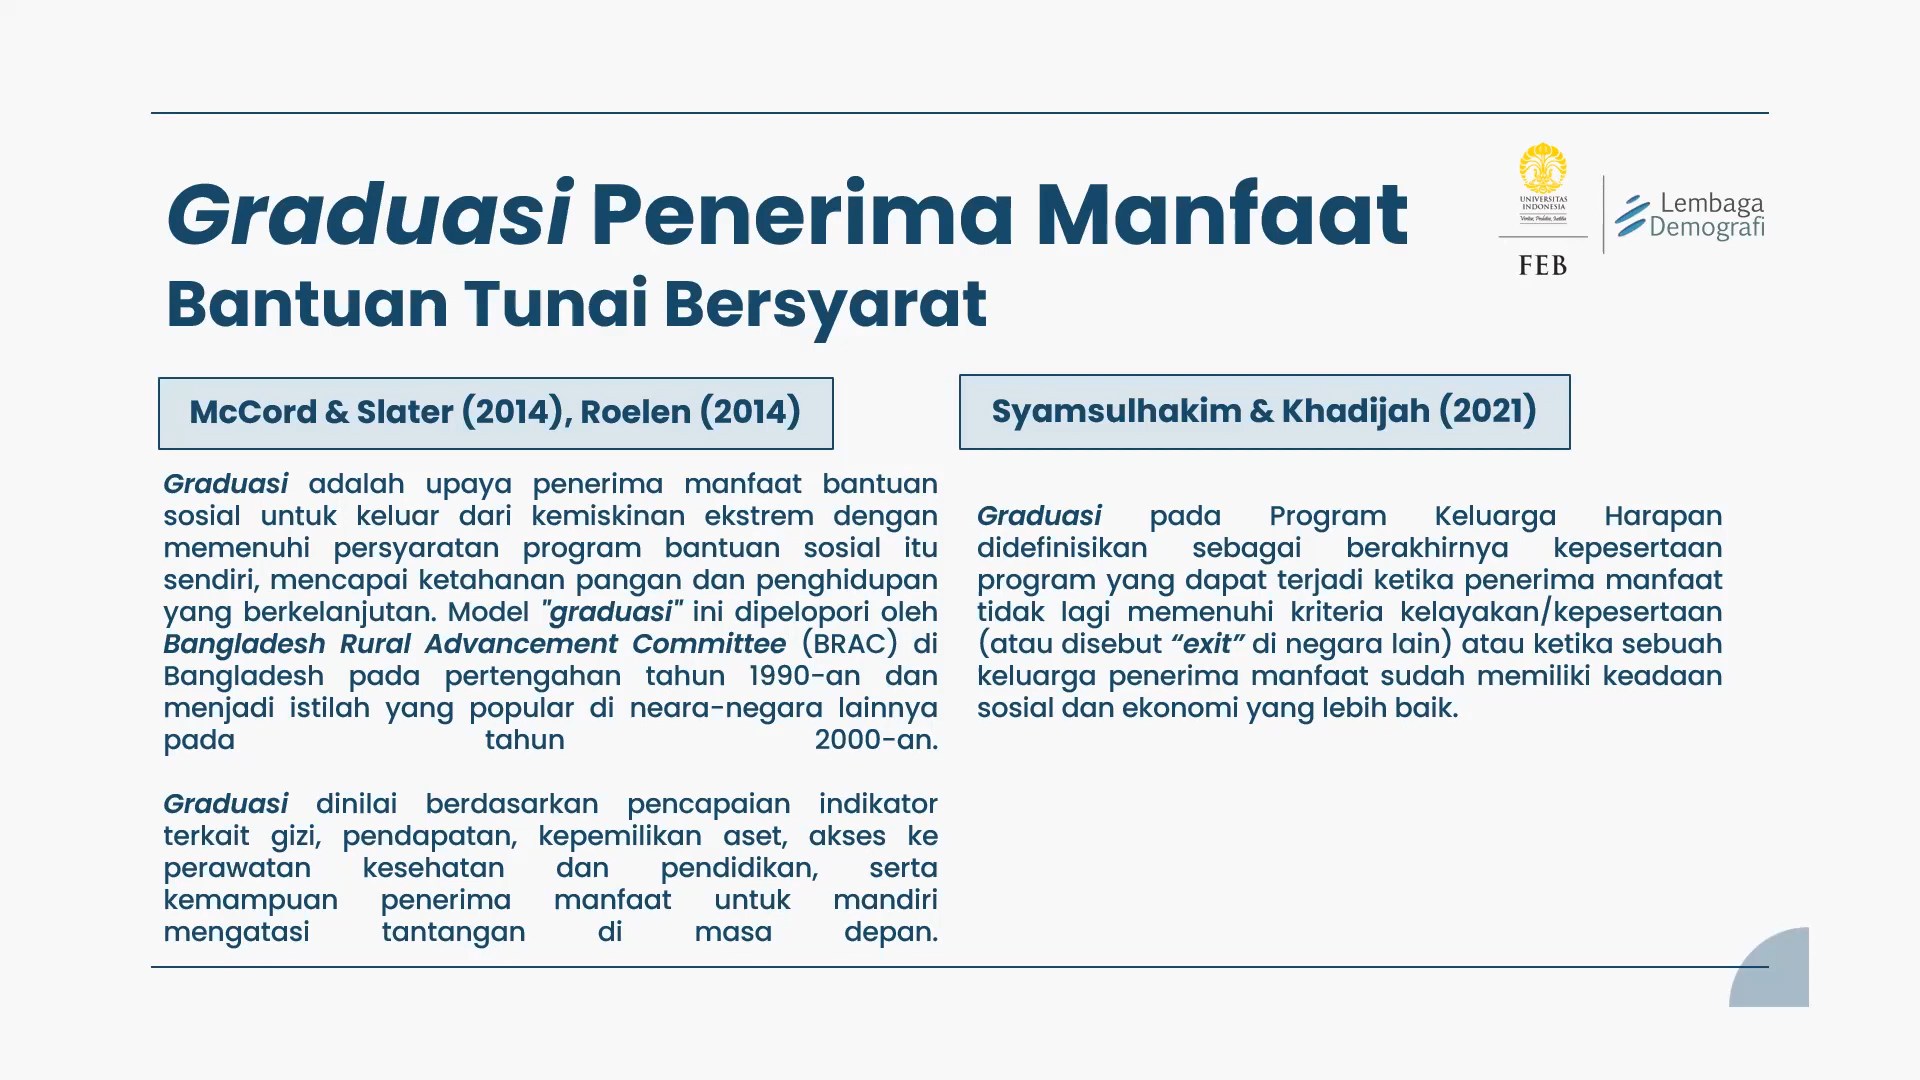 Graduasi Penerima Manfaat
Bantuan Tunai Bersyarat
UNIVERSITAS
INDONESIA
Veritas, Probitas, Iustitia
FEB
Lembaga
Demografi
McCord & Slater (2014), Roelen (2014)
Graduasi adalah upaya penerima manfaat bantuan
sosial untuk keluar dari kemiskinan ekstrem dengan
memenuhi persyaratan program bantuan sosial itu
sendiri, mencapai ketahanan pangan dan penghidupan
yang berkelanjutan. Model "graduasi" ini dipelopori oleh
Bangladesh Rural Advancement Committee (BRAC) di
Bangladesh pada pertengahan tahun 1990-an dan
menjadi istilah yang popular di neara-negara lainnya
pada tahun 2000-an.
Graduasi dinilai berdasarkan pencapaian indikator
terkait gizi, pendapatan, kepemilikan aset, akses ke
perawatan kesehatan dan pendidikan, serta
kemampuan penerima manfaat untuk mandiri
mengatasi tantangan di masa depan.
Syamsulhakim & Khadijah (2021)
Graduasi pada Program Keluarga Harapan
didefinisikan sebagai berakhirnya kepesertaan
program yang dapat terjadi ketika penerima manfaat
tidak lagi memenuhi kriteria kelayakan/kepesertaan
(atau disebut “exit” di negara lain) atau ketika sebuah
keluarga penerima manfaat sudah memiliki keadaan
sosial dan ekonomi yang lebih baik.